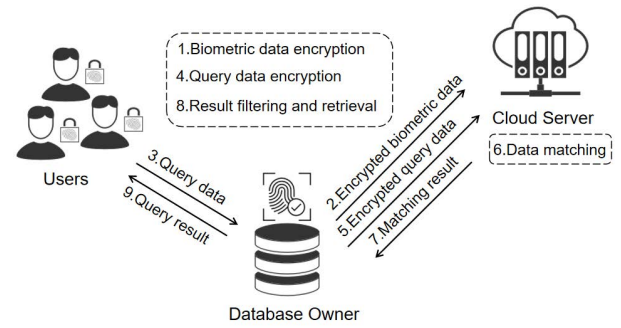 1.Biometric data encryption
4.Query data encryption
8.Result filtering and retrieval
Cloud Server
6.Data matching
Users
3.Query data
9.Query result
2.Encrypted biometric data
5.Encrypted query data
7.Matching result
Database Owner